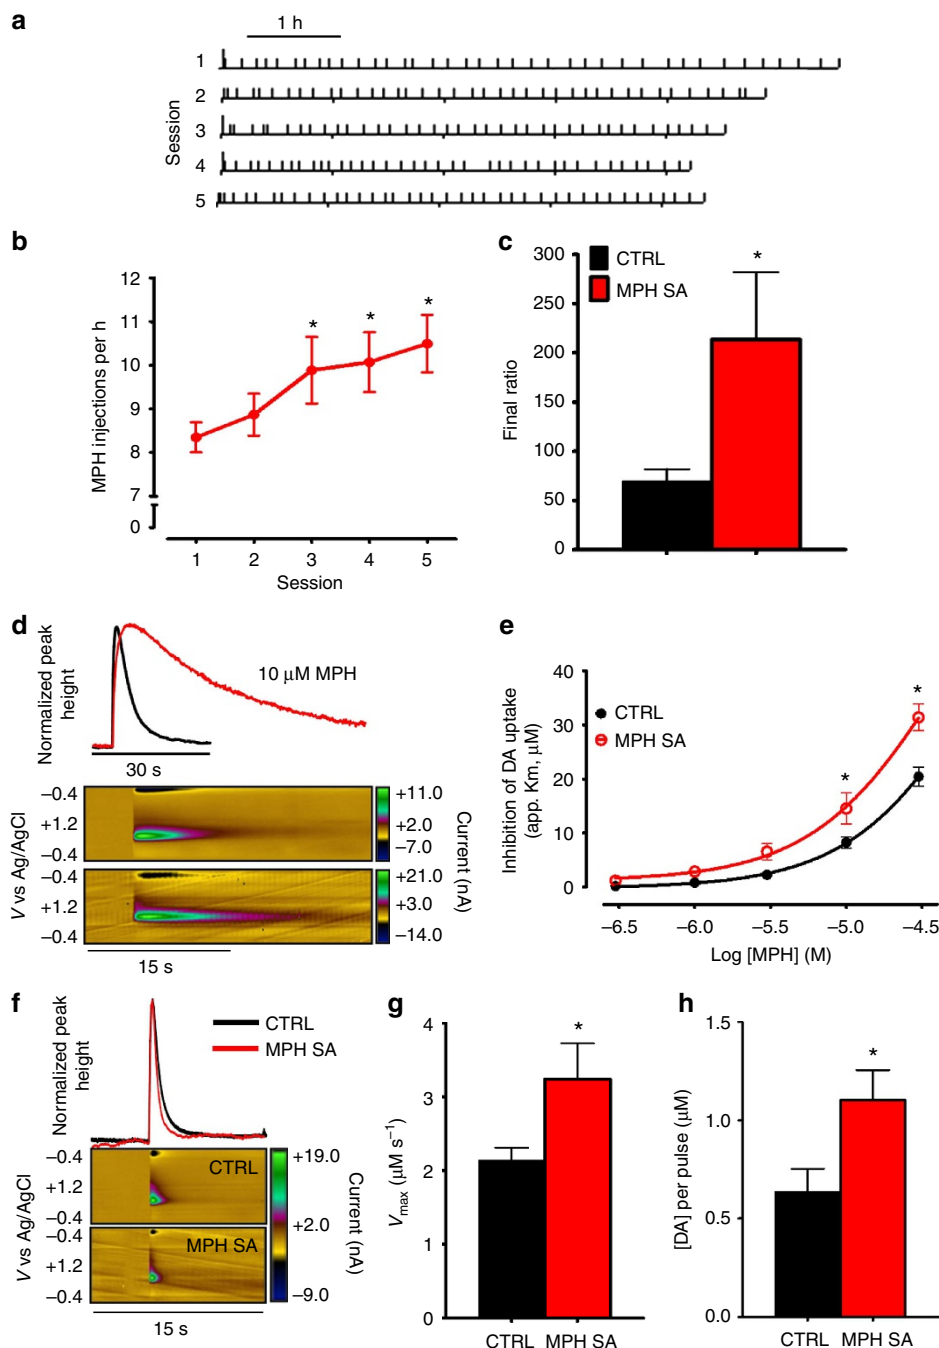 a
1 h
Session
1
2
3
4
5
b
MPH injections per h
12
11
10
9
8
7
0
1 2 3 4 5
Session
c
Final ratio
300
250
200
150
100
50
0
CTRL
MPH SA
*
* * *
d
Normalized peak
height
10 μM MPH
30 s
V vs Ag/AgCl
−0.4
+1.2
−0.4
+1.2
−0.4
+11.0
+2.0
−7.0
+21.0
+3.0
−14.0
Current (nA)
15 s
e
Inhibition of DA uptake
(app. Km, μM)
40
30
20
10
0
CTRL
MPH SA
*
*
−6.5 −6.0 −5.5 −5.0 −4.5
Log [MPH] (M)
f
Normalized peak
height
CTRL
MPH SA
V vs Ag/AgCl
−0.4
+1.2
−0.4
+1.2
−0.4
CTRL
MPH SA
+19.0
+2.0
−9.0
Current (nA)
15 s
g
Vmax (μM s−1)
4
3
2
1
0
*
CTRL MPH SA
h
[DA] per pulse (μM)
1.5
1.0
0.5
0.0
*
CTRL MPH SA